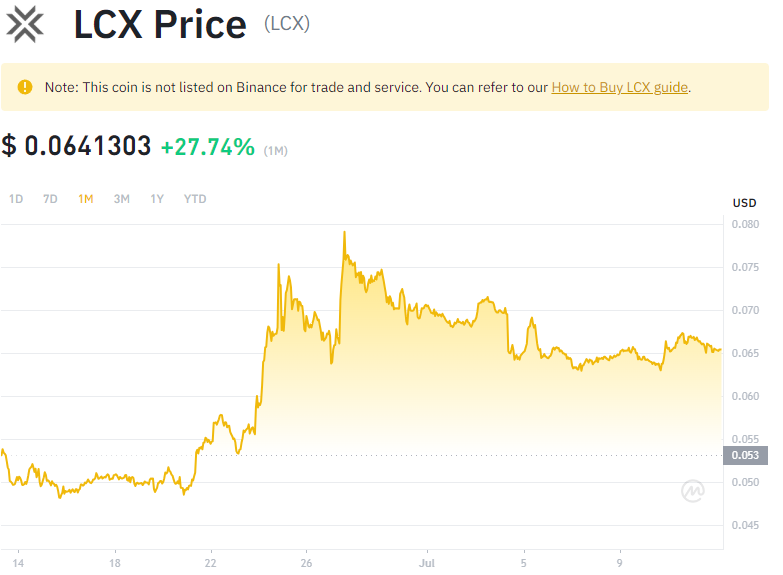 LCX Price (LCX)
Note: This coin is not listed on Binance for trade and service. You can refer to our How to Buy LCX guide.
$ 0.0641303 +27.74% (1M)
1D 7D 1M 3M 1Y YTD
USD
0.080
0.075
0.070
0.065
0.060
0.055
0.053
0.050
0.045
14 18 22 26 Jul 5 9